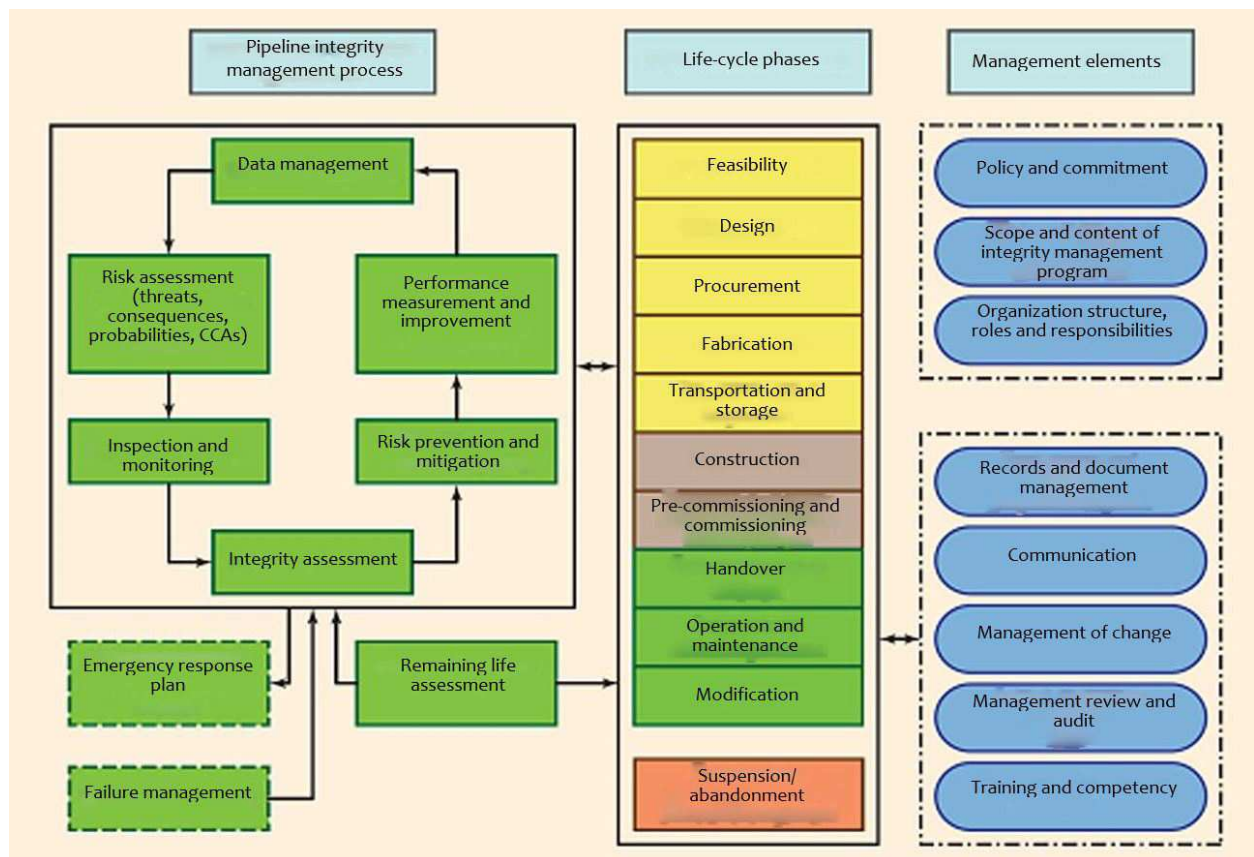 Pipeline integrity
management process
Life-cycle phases
Management elements
Data management
Risk assessment
(threats,
consequences,
probabilities, CCAs)
Performance
measurement and
improvement
Inspection and
monitoring
Risk prevention and
mitigation
Integrity assessment
Emergency response
plan
Remaining life
assessment
Failure management
Feasibility
Design
Procurement
Fabrication
Transportation and
storage
Construction
Pre-commissioning and
commissioning
Handover
Operation and
maintenance
Modification
Suspension/
abandonment
Policy and commitment
Scope and content of
integrity management
program
Organization structure,
roles and responsibilities
Records and document
management
Communication
Management of change
Management review and
audit
Training and competency